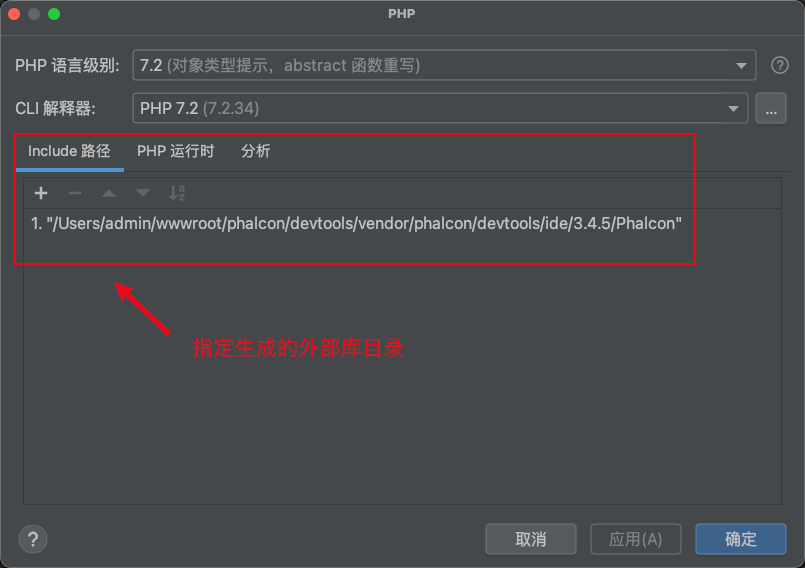 PHP
PHP 语言级别: 7.2 (对象类型提示，abstract 函数重写) ?
CLI 解释器: PHP 7.2 (7.2.34) ...
Include 路径 PHP 运行时 分析
1. "/Users/admin/wwwroot/phalcon/devtools/vendor/phalcon/devtools/ide/3.4.5/Phalcon"
指定生成的外部库目录
? 取消 应用(A) 确定